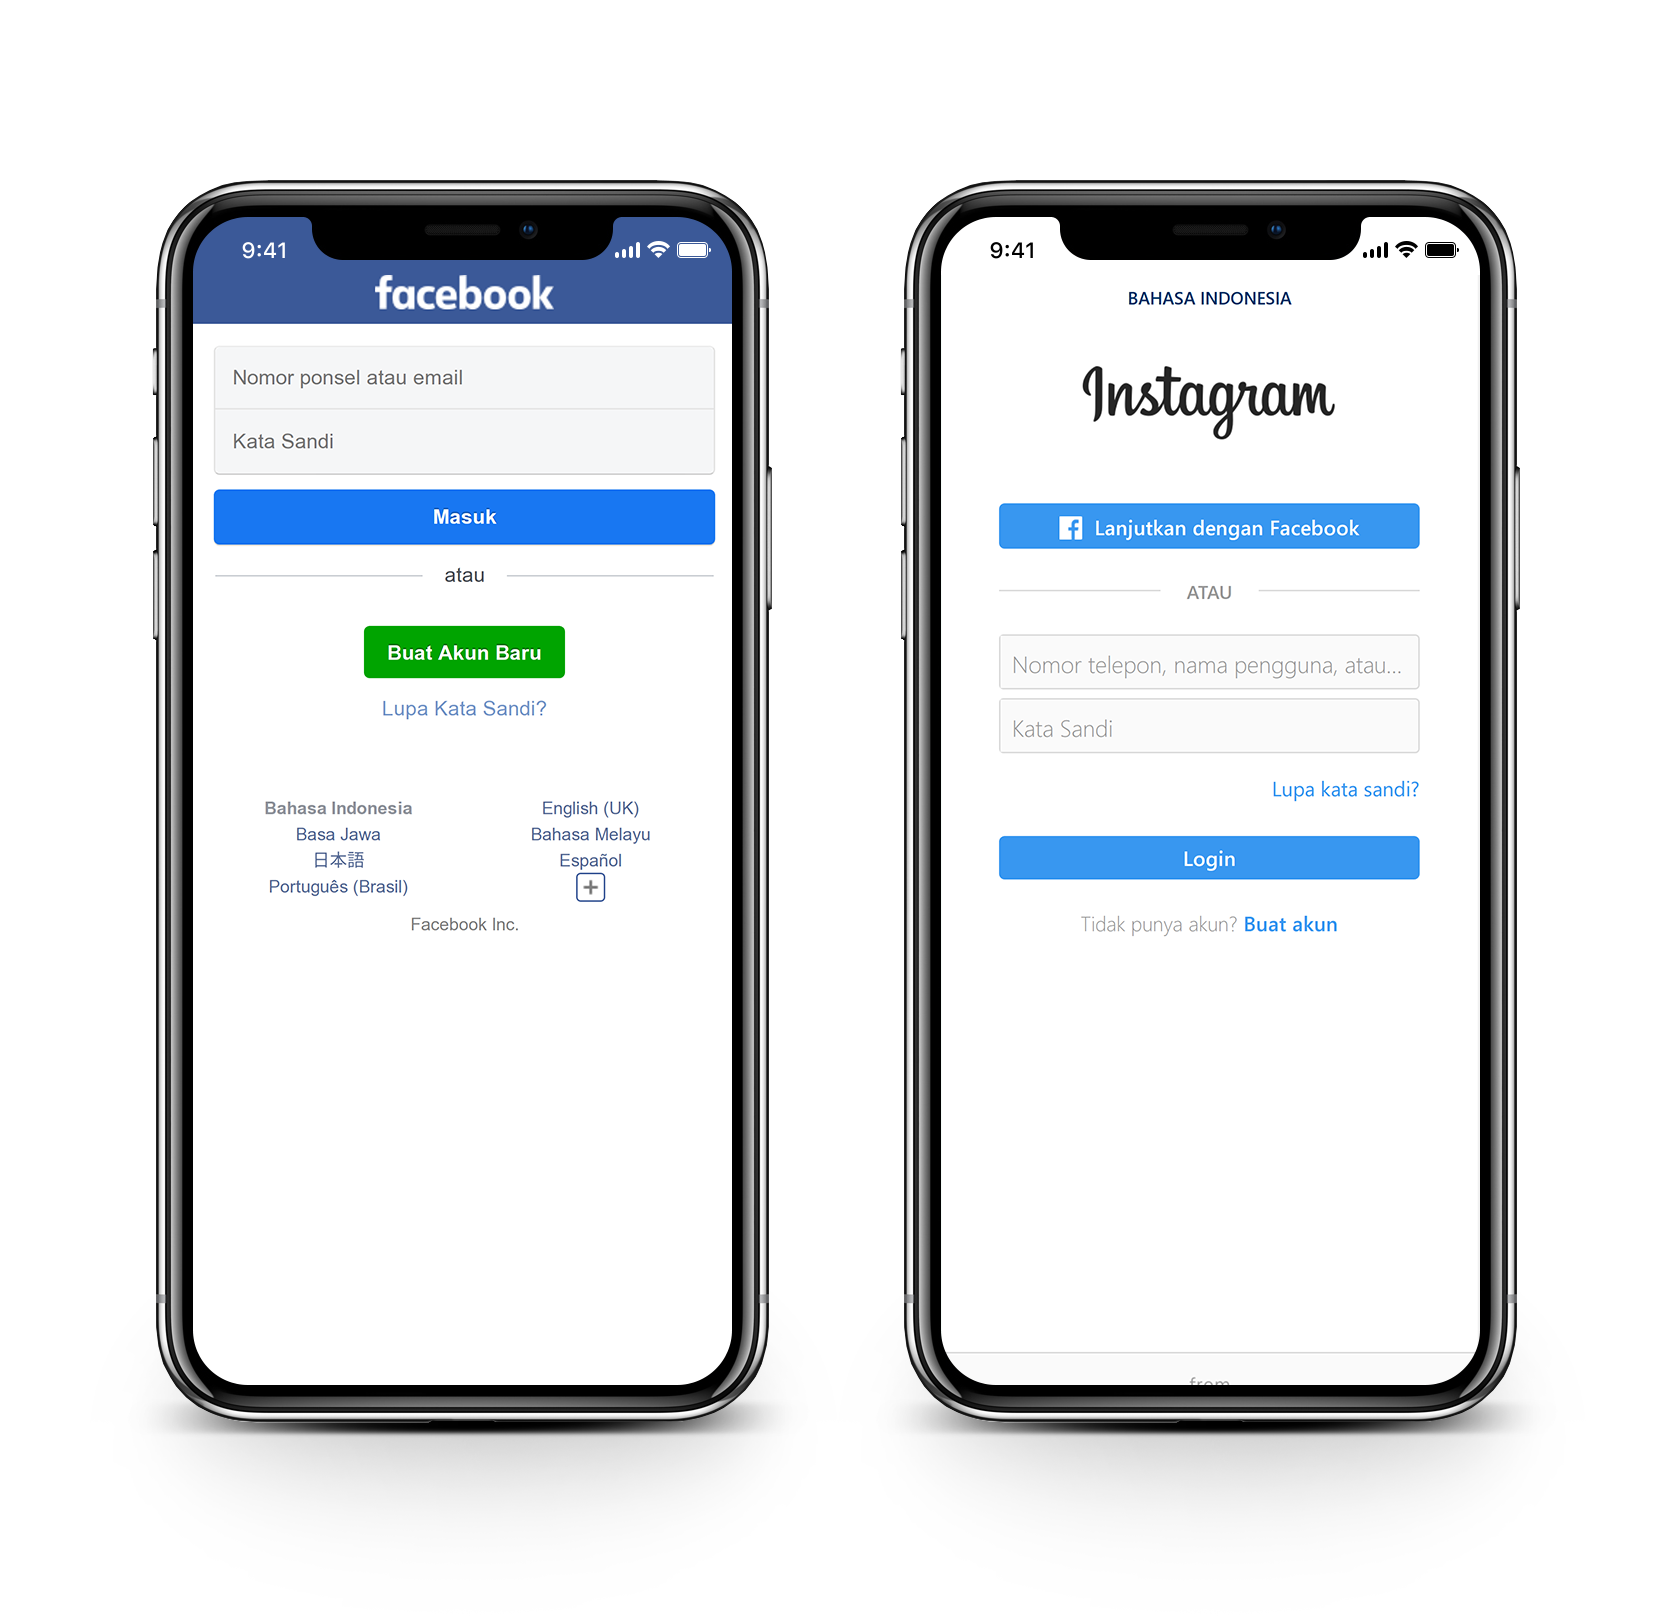 9:41
facebook
Nomor ponsel atau email
Kata Sandi
Masuk
atau
Buat Akun Baru
Lupa Kata Sandi?
Bahasa Indonesia English (UK)
Basa Jawa Bahasa Melayu
日本語 Español
Português (Brasil)
Facebook Inc.
9:41
BAHASA INDONESIA
Instagram
Lanjutkan dengan Facebook
ATAU
Nomor telepon, nama pengguna, atau...
Kata Sandi
Lupa kata sandi?
Login
Tidak punya akun? Buat akun
from